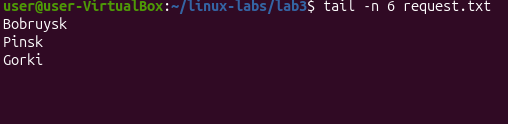 user@user-VirtualBox:~/linux-labs/lab3$ tail -n 6 request.txt
Bobruysk
Pinsk
Gorki